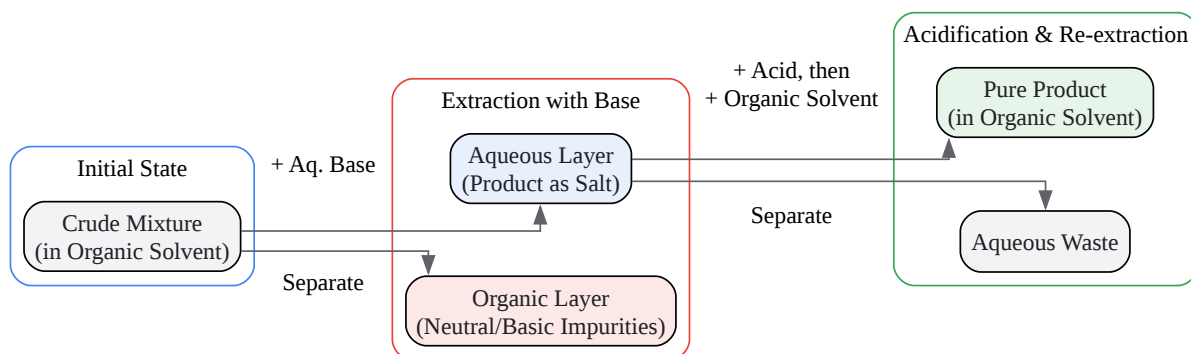 Initial State
Crude Mixture
(in Organic Solvent)
+ Aq. Base
Separate
Extraction with Base
Aqueous Layer
(Product as Salt)
Organic Layer
(Neutral/Basic Impurities)
+ Acid, then
+ Organic Solvent
Separate
Acidification & Re-extraction
Pure Product
(in Organic Solvent)
Aqueous Waste